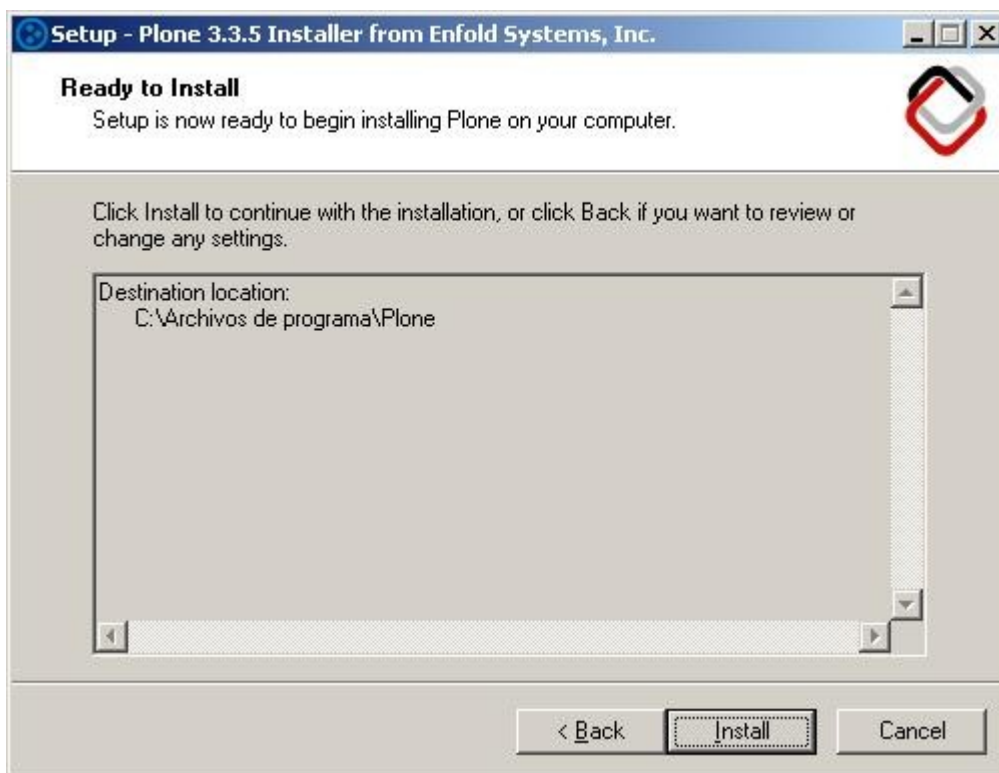 Setup - Plone 3.3.5 Installer from Enfold Systems, Inc.
Ready to Install
Setup is now ready to begin installing Plone on your computer.
Click Install to continue with the installation, or click Back if you want to review or
change any settings.
Destination location:
C:\Archivos de programa\Plone
< Back Install Cancel